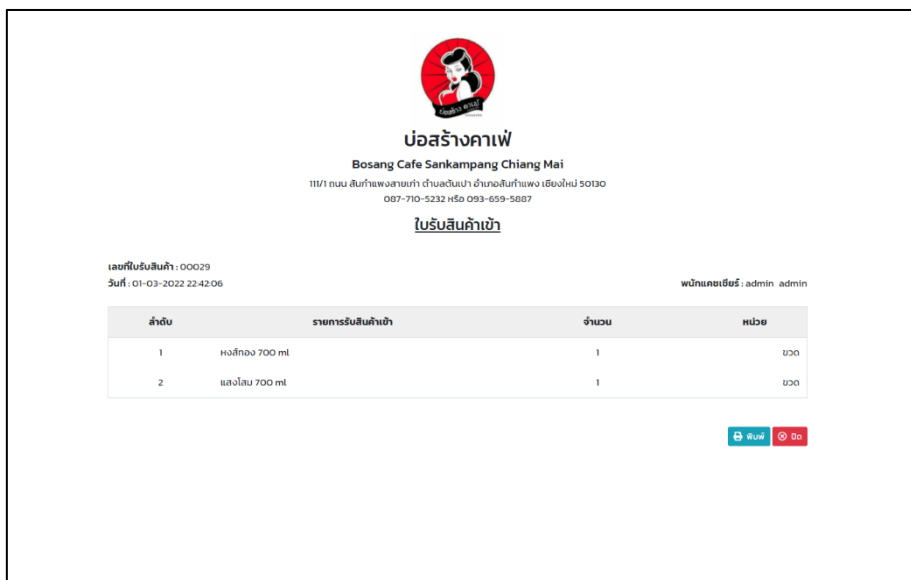 บ่อสร้าง คาเฟ่
บ่อสร้างคาเฟ่
Bosang Cafe Sankampang Chiang Mai
111/1 ถนน สันกำแพงสายเก่า ตำบลต้นเปา อำเภอสันกำแพง เชียงใหม่ 50130
087-710-5232 หรือ 093-659-5887
ใบรับสินค้าเข้า
เลขที่ใบรับสินค้า : 00029
วันที่ : 01-03-2022 22:42:06 พนักแคชเชียร์ : admin admin
ลำดับ รายการรับสินค้าเข้า จำนวน หน่วย
1 หงส์ทอง 700 ml 1 ขวด
2 แสงโสม 700 ml 1 ขวด
พิมพ์ ปิด